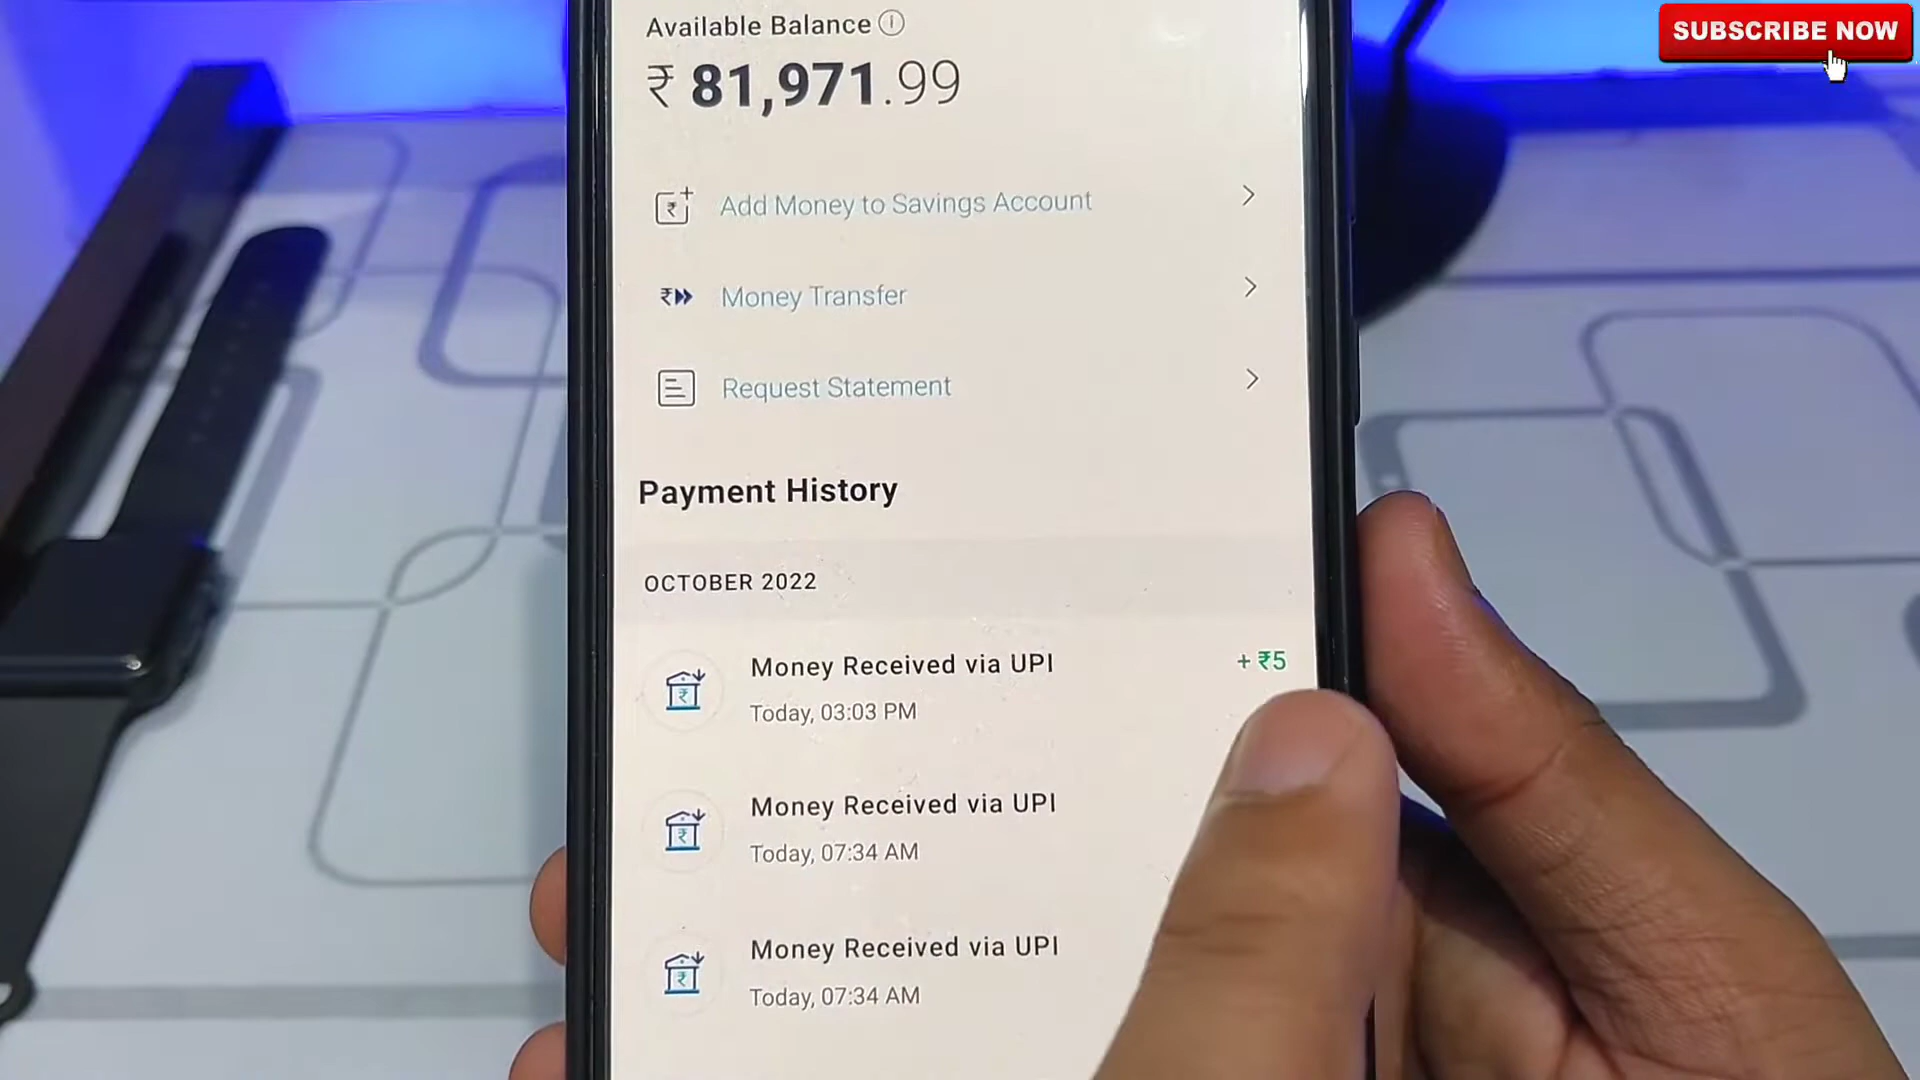 SUBSCRIBE NOW
Available Balance
₹ 81,971.99
Add Money to Savings Account
Money Transfer
Request Statement
Payment History
OCTOBER 2022
Money Received via UPI + ₹5
Today, 03:03 PM
Money Received via UPI
Today, 07:34 AM
Money Received via UPI
Today, 07:34 AM